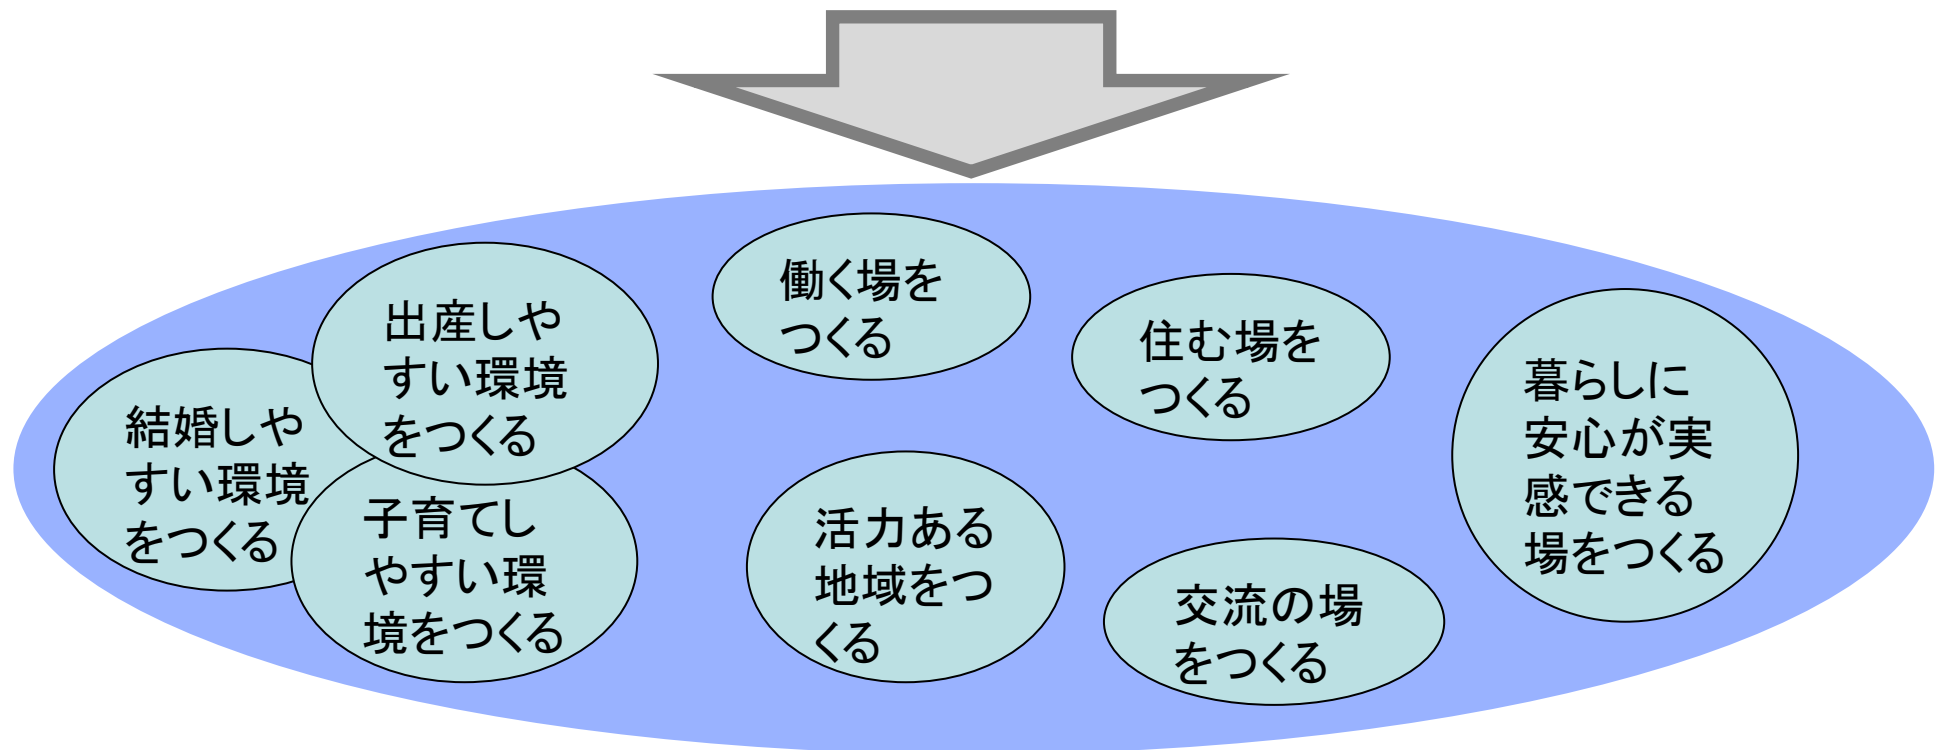 結婚しや
すい環境
をつくる
出産しや
すい環境
をつくる
子育てし
やすい環
境をつくる
働く場を
つくる
活力ある
地域をつ
くる
住む場を
つくる
交流の場
をつくる
暮らしに
安心が実
感できる
場をつくる